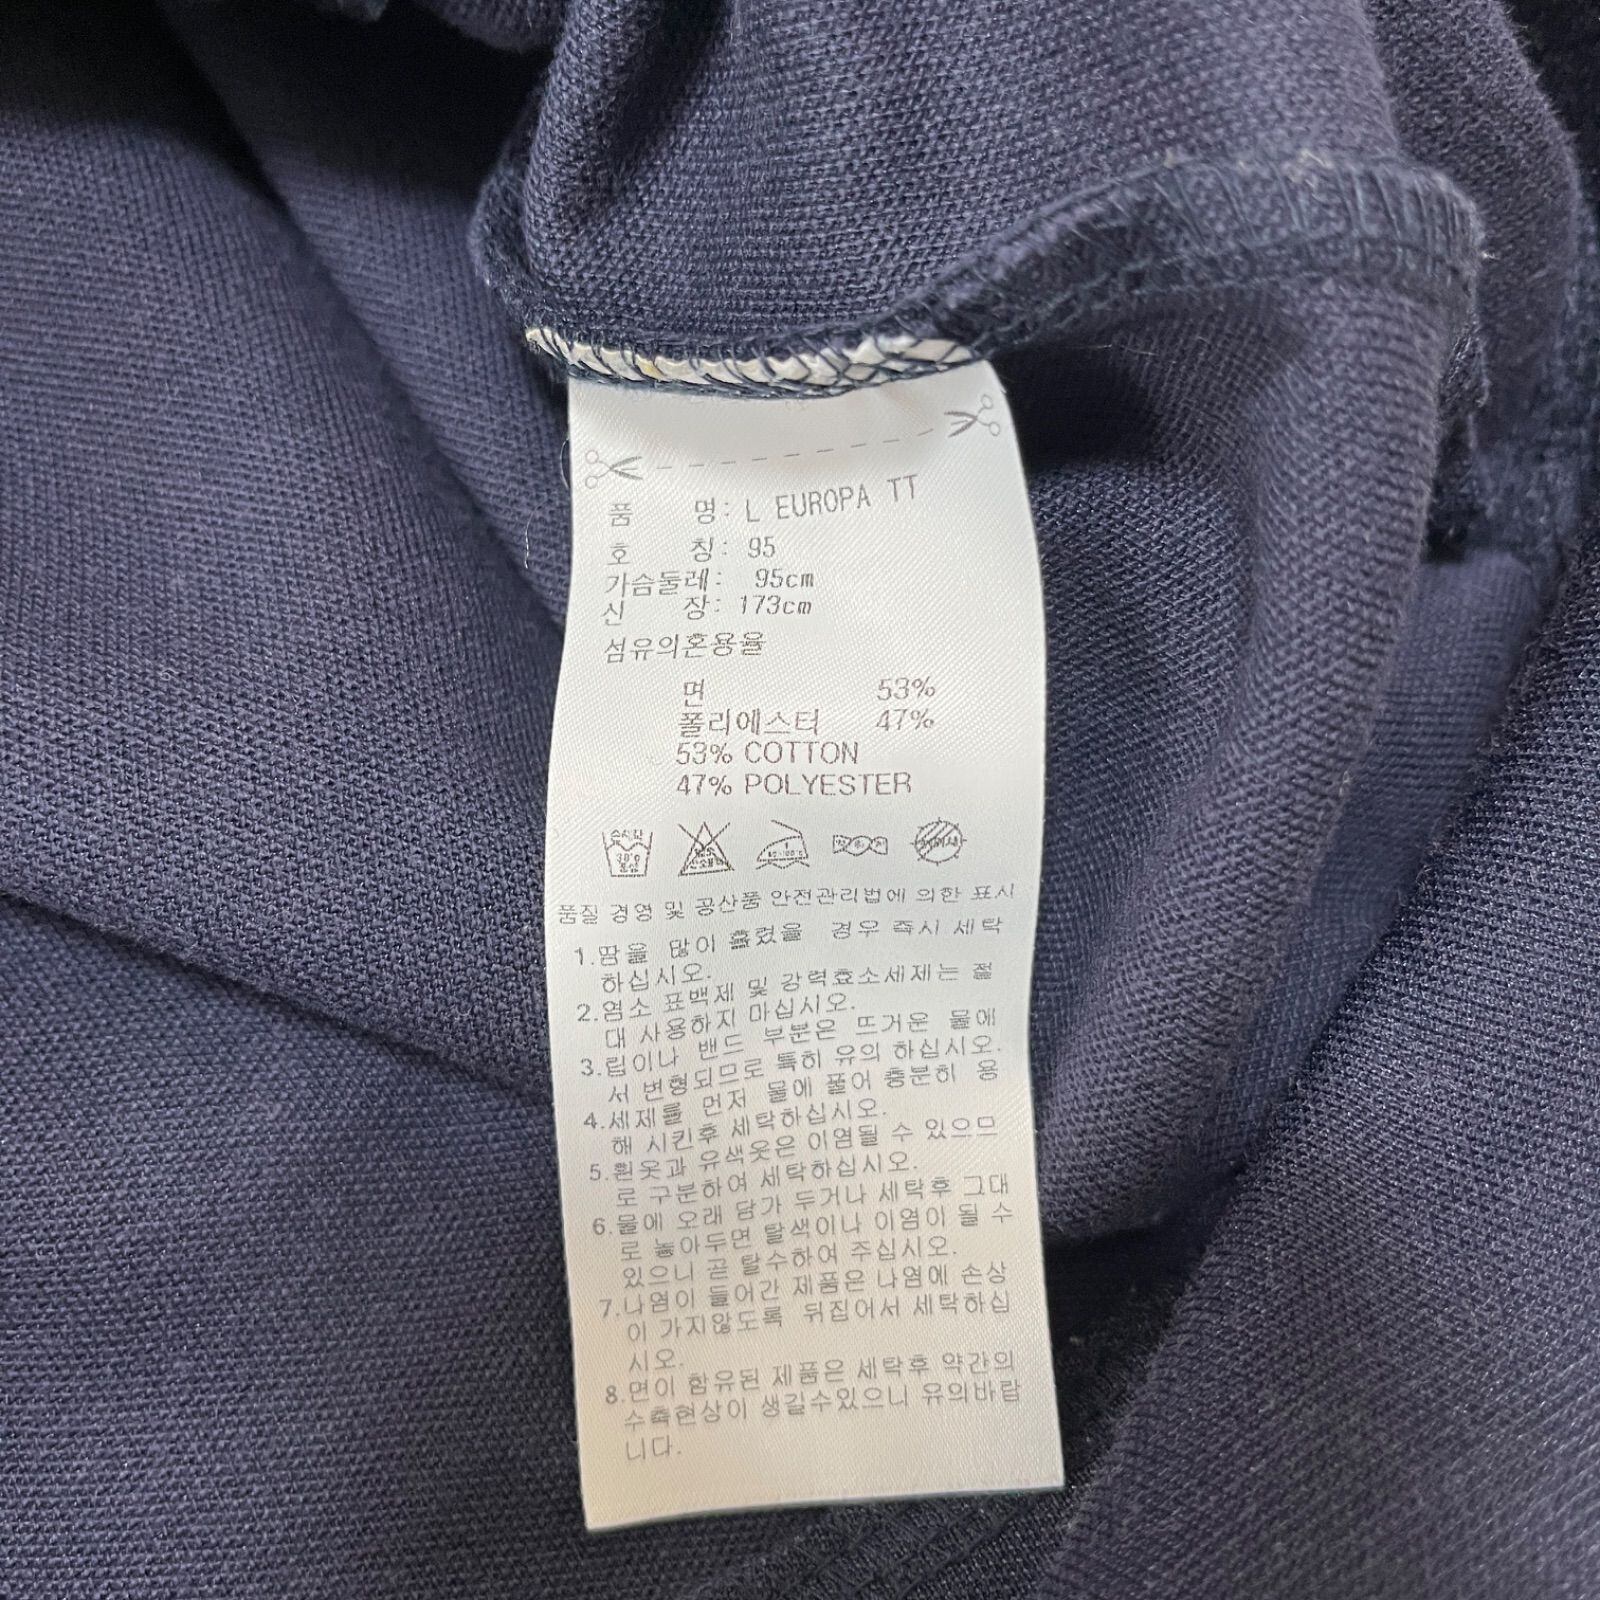 품 명: L EUROPA TT
호 칭: 95
가슴둘레: 95cm
신 장: 173cm
섬유의혼용율
면 53%
폴리에스터 47%
53% COTTON
47% POLYESTER
품질 경영 및 공산품 안전관리법에 의한 표시
1.땀을 많이 흘렸을 경우 즉시 세탁
하십시오.
2.염소 표백제 및 강력효소세제는 절
대 사용하지 마십시오.
3.립이나 밴드 부분은 뜨거운 물에
서 변형되므로 특히 유의 하십시오.
4.세제를 먼저 물에 풀어 충분히 용
해 시킨후 세탁하십시오.
5.흰옷과 유색옷은 이염될 수 있으므
로 구분하여 세탁하십시오.
6.물에 오래 담가 두거나 세탁후 그대
로 놓아두면 탈색이나 이염이 될 수
있으니 곧 탈수하여 주십시오.
7.나염이 들어간 제품은 나염에 손상
이 가지않도록 뒤집어서 세탁하십
시오.
8.면이 함유된 제품은 세탁후 약간의
수축현상이 생길수있으니 유의바랍
니다.